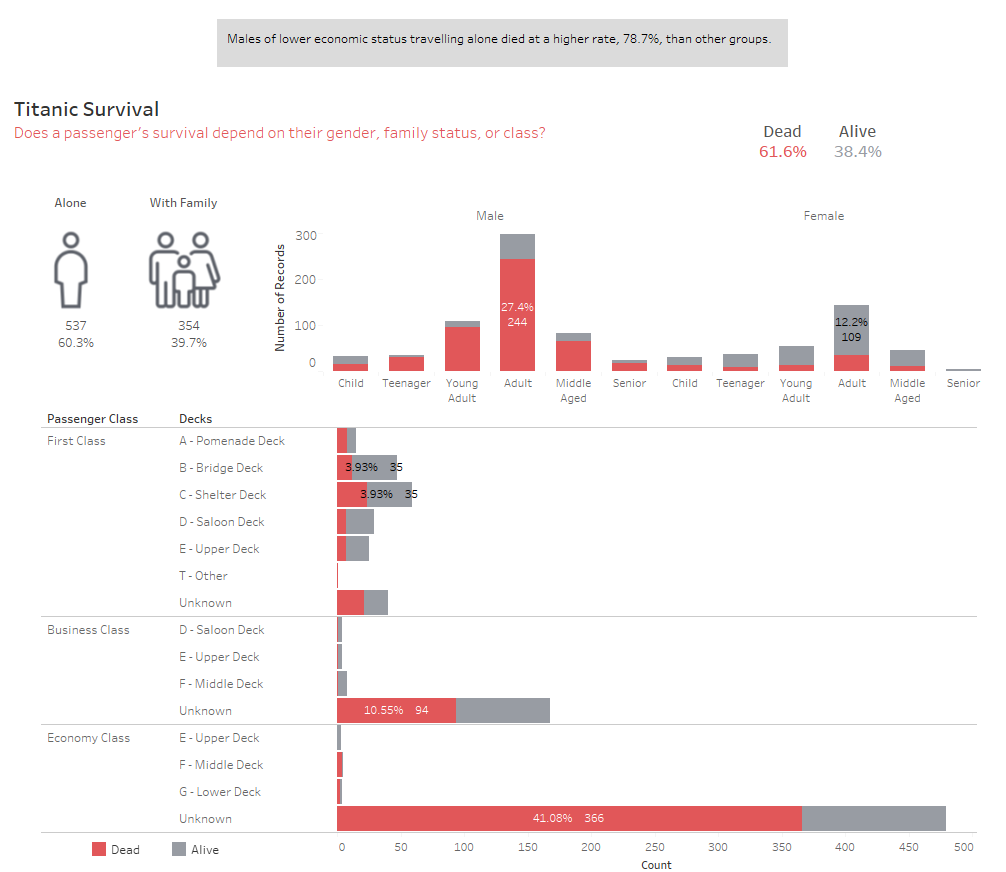 Males of lower economic status travelling alone died at a higher rate, 78.7%, than other groups.
Titanic Survival
Does a passenger's survival depend on their gender, family status, or class?
Dead Alive
61.6% 38.4%
Alone With Family
537 354
60.3% 39.7%
Male Female
Number of Records
300
200
100
0
27.4%
244
12.2%
109
Child Teenager Young Adult Adult Middle Aged Senior Child Teenager Young Adult Adult Middle Aged Senior
Passenger Class Decks
First Class A - Pomenade Deck
B - Bridge Deck 3.93% 35
C - Shelter Deck 3.93% 35
D - Saloon Deck
E - Upper Deck
T - Other
Unknown
Business Class D - Saloon Deck
E - Upper Deck
F - Middle Deck
Unknown 10.55% 94
Economy Class E - Upper Deck
F - Middle Deck
G - Lower Deck
Unknown 41.08% 366
Dead Alive
0 50 100 150 200 250 300 350 400 450 500
Count